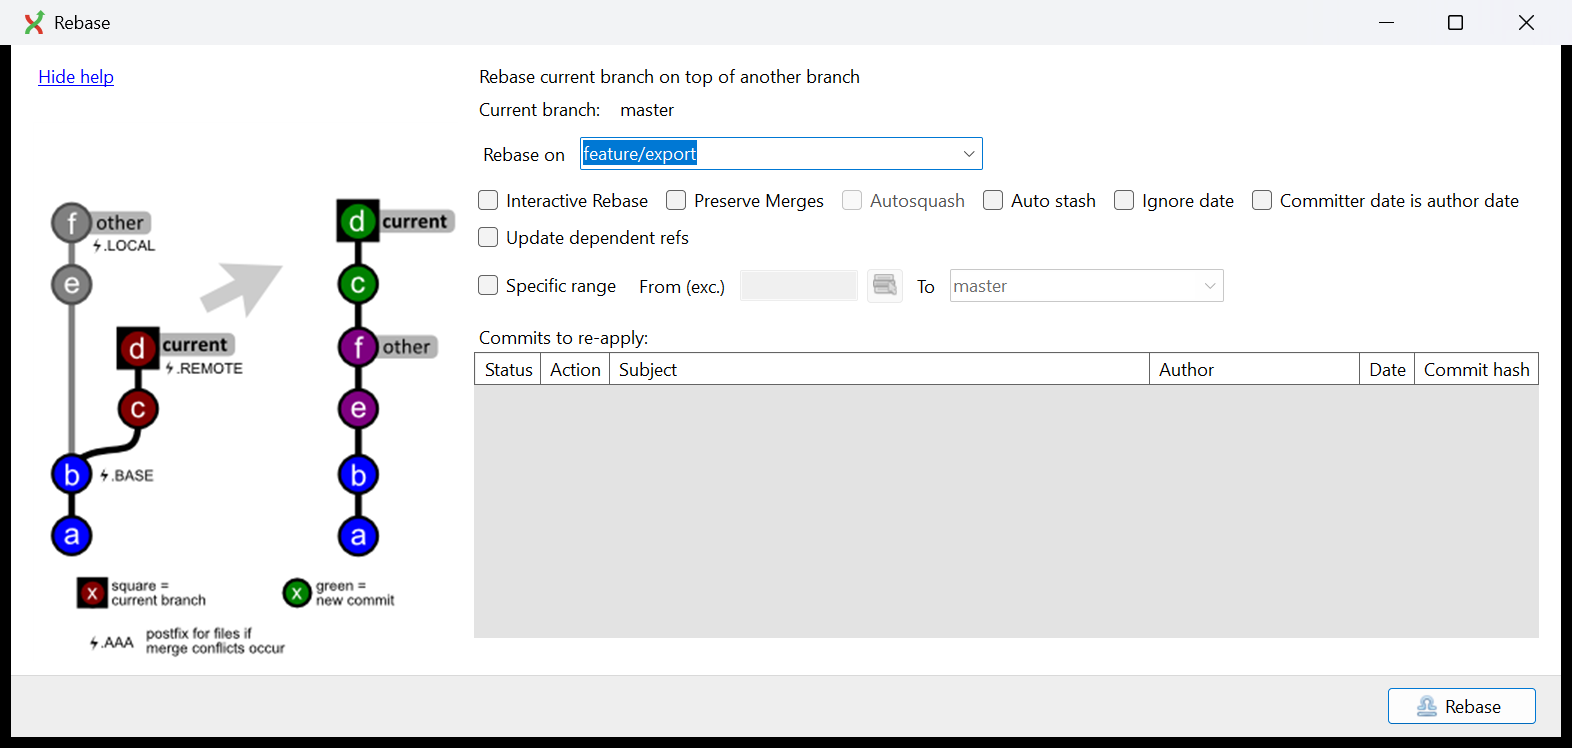 Rebase
Hide help
Rebase current branch on top of another branch
Current branch: master
Rebase on feature/export
Interactive Rebase Preserve Merges Autosquash Auto stash Ignore date Committer date is author date
Update dependent refs
Specific range From (exc.) To master
Commits to re-apply:
Status Action Subject Author Date Commit hash
f other
.LOCAL
e
d current
.REMOTE
c
b .BASE
a
d current
c
f other
e
b
a
x square =
current branch
x green =
new commit
.AAA postfix for files if
merge conflicts occur
Rebase